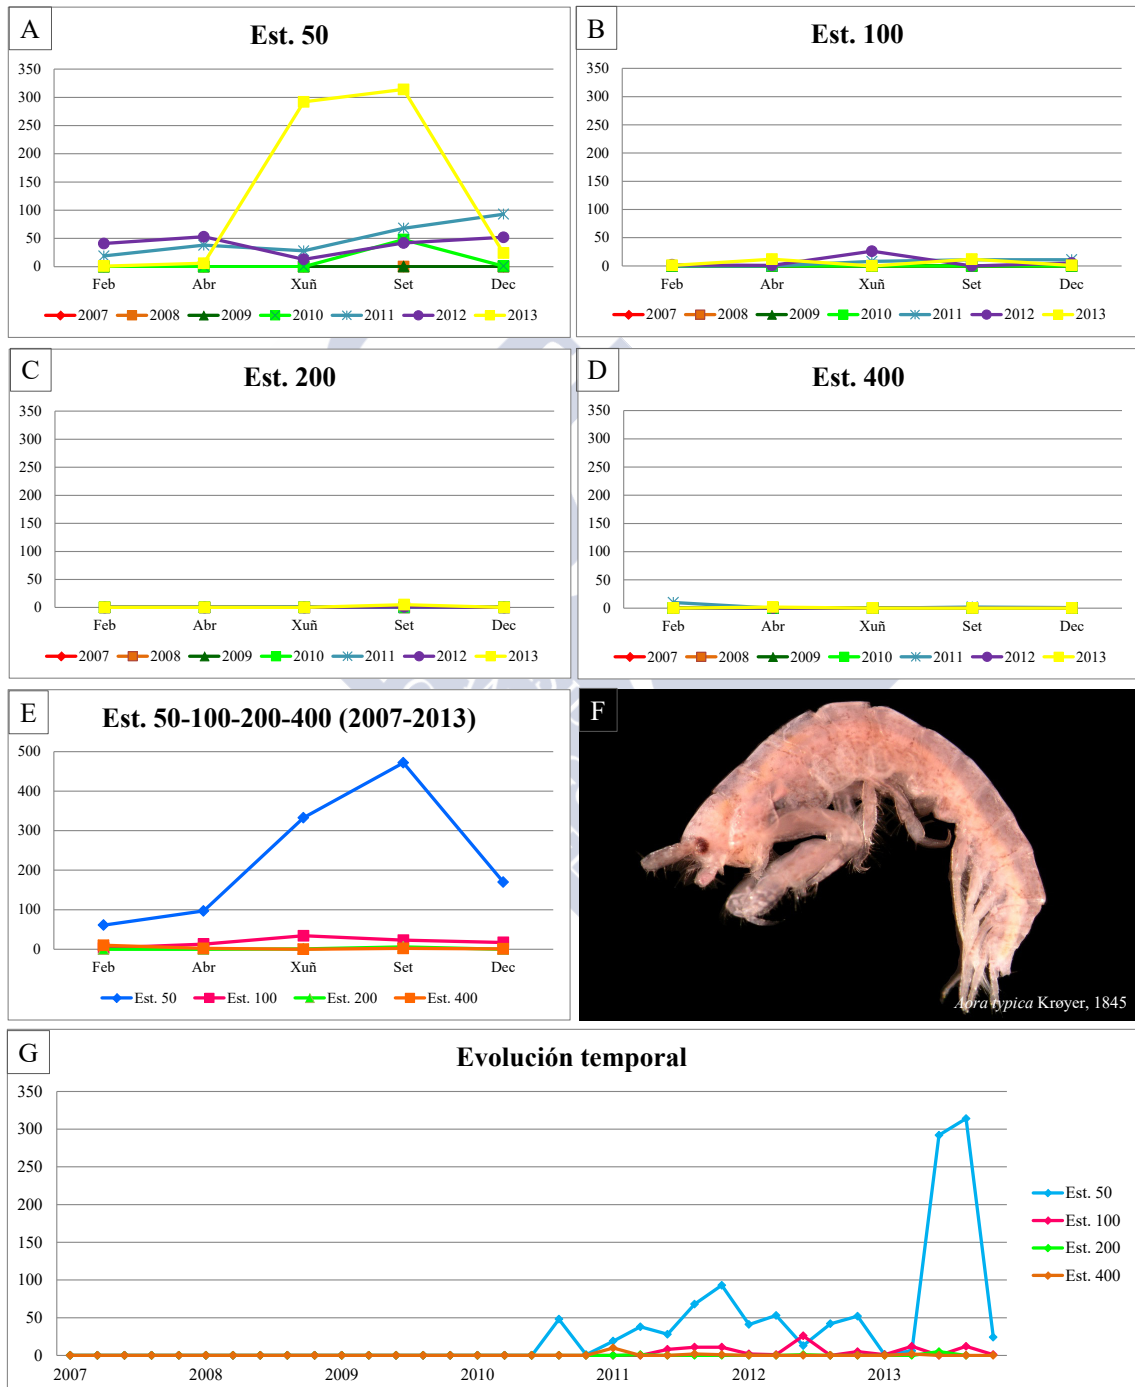 A
Est. 50
350
300
250
200
150
100
50
0
Feb Abr Xuñ Set Dec
2007 2008 2009 2010 2011 2012 2013
B
Est. 100
350
300
250
200
150
100
50
0
Feb Abr Xuñ Set Dec
2007 2008 2009 2010 2011 2012 2013
C
Est. 200
350
300
250
200
150
100
50
0
Feb Abr Xuñ Set Dec
2007 2008 2009 2010 2011 2012 2013
D
Est. 400
350
300
250
200
150
100
50
0
Feb Abr Xuñ Set Dec
2007 2008 2009 2010 2011 2012 2013
E
Est. 50-100-200-400 (2007-2013)
500
400
300
200
100
0
Feb Abr Xuñ Set Dec
Est. 50 Est. 100 Est. 200 Est. 400
F
Aora typica Krøyer, 1845
G
Evolución temporal
350
300
250
200
150
100
50
0
2007 2008 2009 2010 2011 2012 2013
Est. 50
Est. 100
Est. 200
Est. 400